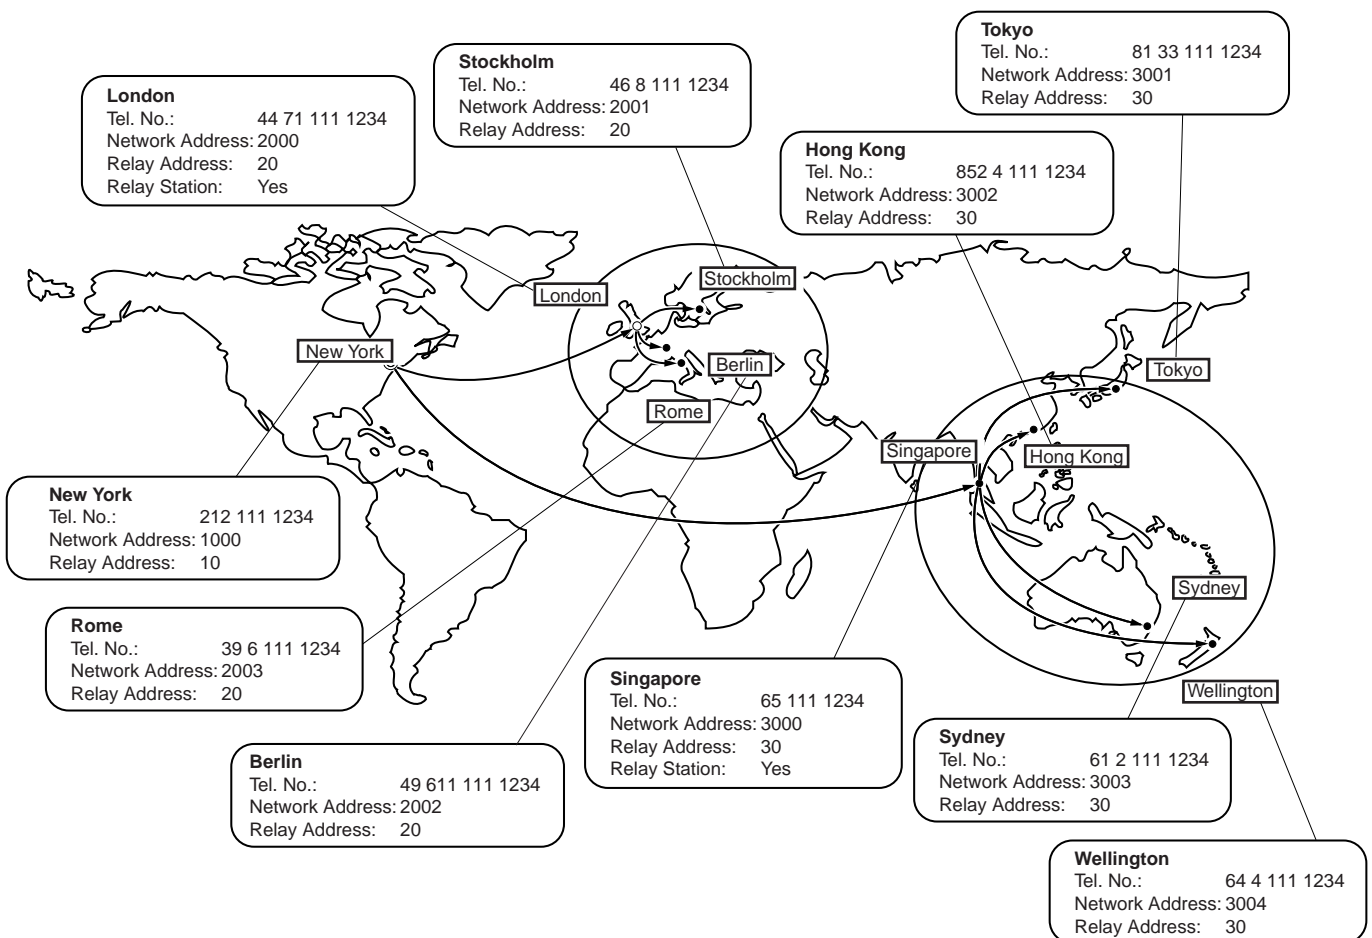 Tokyo
Tel. No.: 81 33 111 1234
Network Address: 3001
Relay Address: 30
Stockholm
Tel. No.: 46 8 111 1234
Network Address: 2001
Relay Address: 20
London
Tel. No.: 44 71 111 1234
Network Address: 2000
Relay Address: 20
Relay Station: Yes
Hong Kong
Tel. No.: 852 4 111 1234
Network Address: 3002
Relay Address: 30
Stockholm
London
New York
Berlin
Tokyo
Rome
Singapore
Hong Kong
New York
Tel. No.: 212 111 1234
Network Address: 1000
Relay Address: 10
Sydney
Rome
Tel. No.: 39 6 111 1234
Network Address: 2003
Relay Address: 20
Singapore
Tel. No.: 65 111 1234
Network Address: 3000
Relay Address: 30
Relay Station: Yes
Wellington
Sydney
Tel. No.: 61 2 111 1234
Network Address: 3003
Relay Address: 30
Berlin
Tel. No.: 49 611 111 1234
Network Address: 2002
Relay Address: 20
Wellington
Tel. No.: 64 4 111 1234
Network Address: 3004
Relay Address: 30